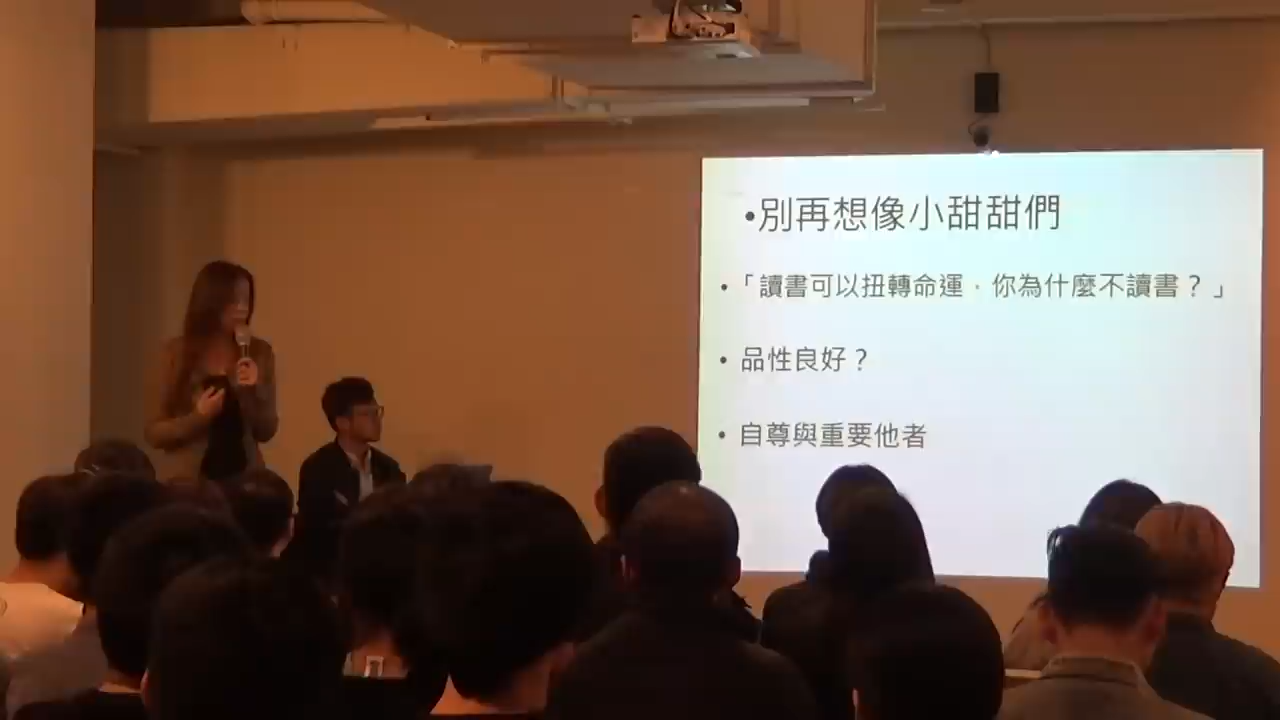 •別再想像小甜甜們
•「讀書可以扭轉命運，你為什麼不讀書？」
• 品性良好？
• 自尊與重要他者